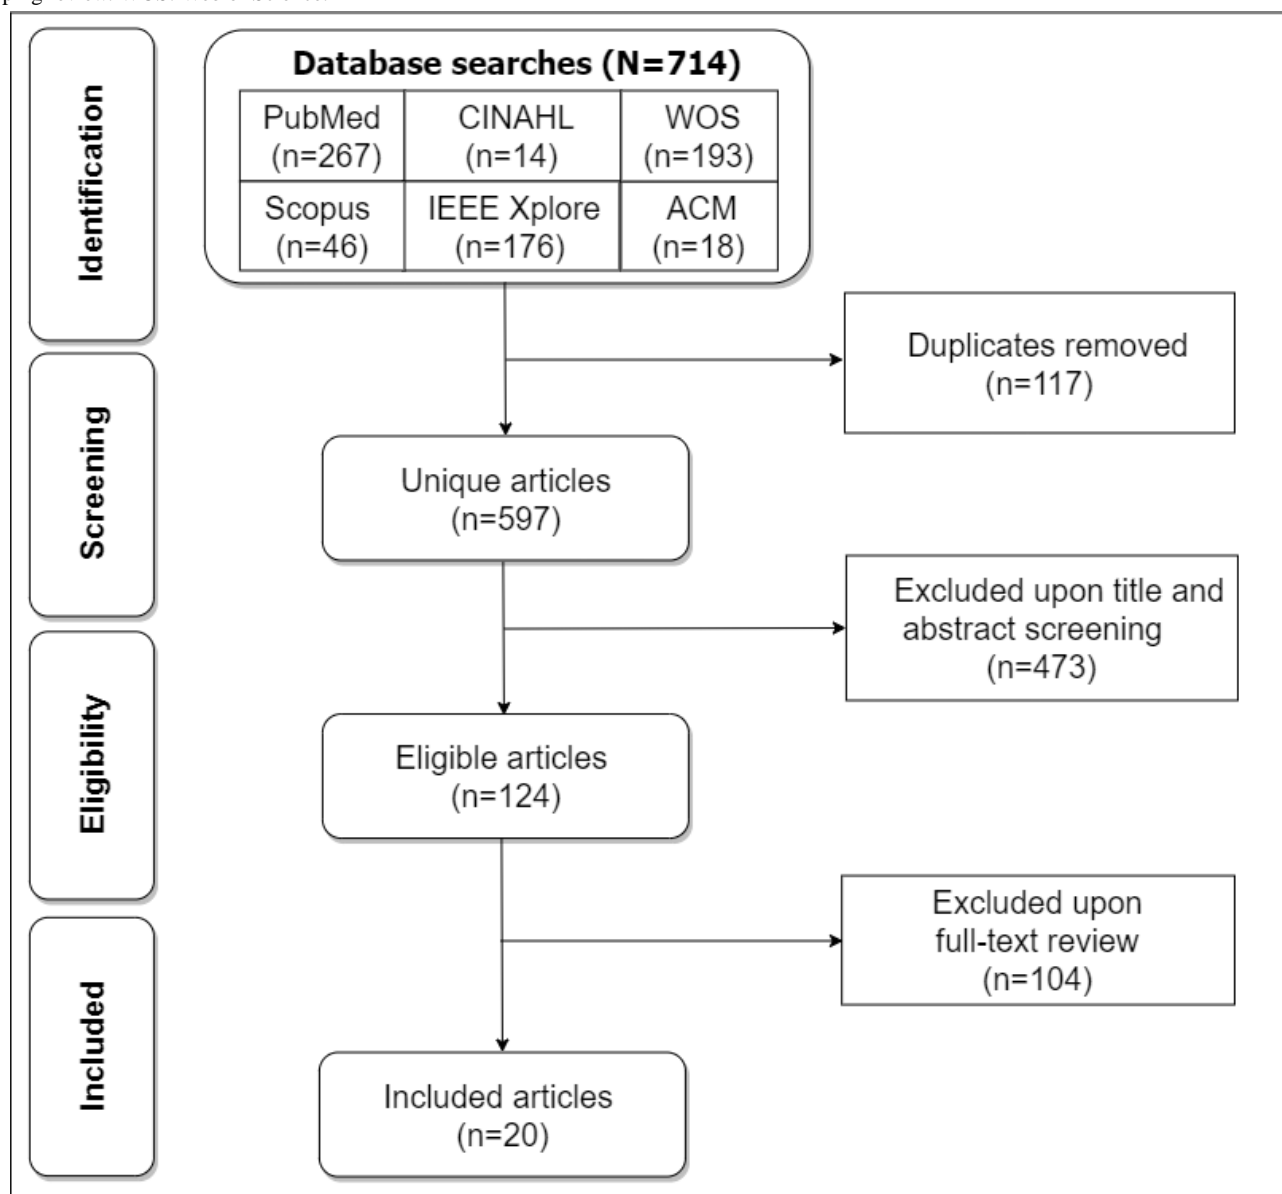 Database searches (N=714)
PubMed
(n=267)
CINAHL
(n=14)
WOS
(n=193)
Scopus
(n=46)
IEEE Xplore
(n=176)
ACM
(n=18)
Identification
Duplicates removed
(n=117)
Screening
Unique articles
(n=597)
Excluded upon title and
abstract screening
(n=473)
Eligibility
Eligible articles
(n=124)
Excluded upon
full-text review
(n=104)
Included
Included articles
(n=20)